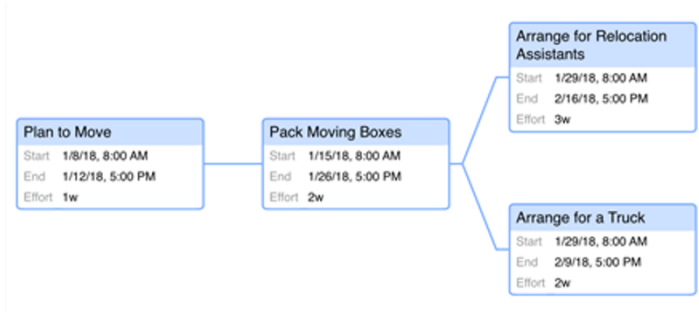 Plan to Move
Start 1/8/18, 8:00 AM
End 1/12/18, 5:00 PM
Effort 1w
Pack Moving Boxes
Start 1/15/18, 8:00 AM
End 1/26/18, 5:00 PM
Effort 2w
Arrange for Relocation
Assistants
Start 1/29/18, 8:00 AM
End 2/16/18, 5:00 PM
Effort 3w
Arrange for a Truck
Start 1/29/18, 8:00 AM
End 2/9/18, 5:00 PM
Effort 2w